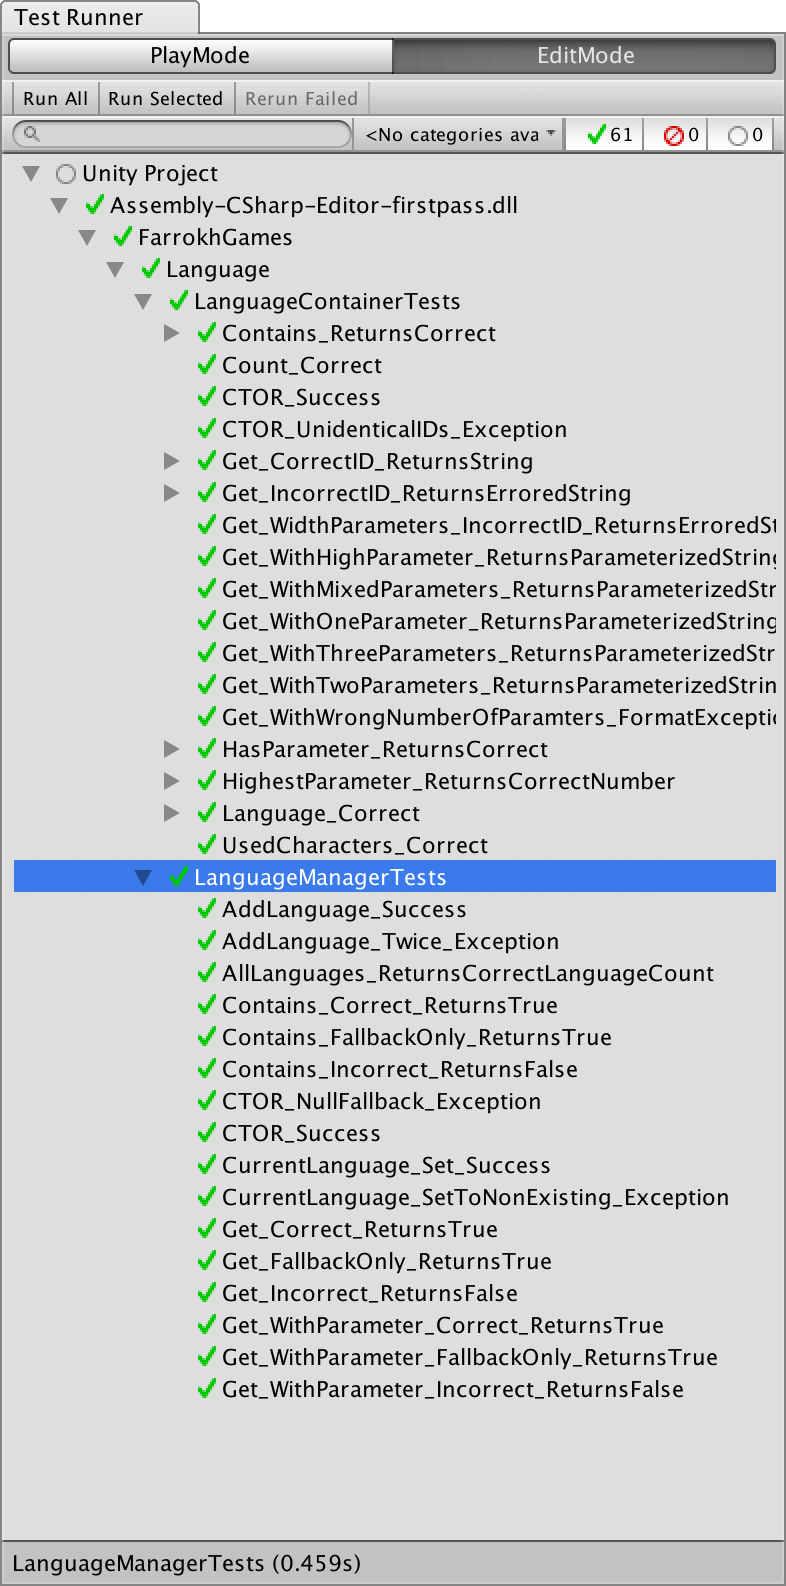 Test Runner
PlayMode EditMode
Run All Run Selected Rerun Failed
<No categories ava 61 0 0
Unity Project
Assembly-CSharp-Editor-firstpass.dll
FarrokhGames
Language
LanguageContainerTests
Contains_ReturnsCorrect
Count_Correct
CTOR_Success
CTOR_UnidenticalIDs_Exception
Get_CorrectID_ReturnsString
Get_IncorrectID_ReturnsErroredString
Get_WidthParameters_IncorrectID_ReturnsErroredSt
Get_WithHighParameter_ReturnsParameterizedString
Get_WithMixedParameters_ReturnsParameterizedStr
Get_WithOneParameter_ReturnsParameterizedString
Get_WithThreeParameters_ReturnsParameterizedStr
Get_WithTwoParameters_ReturnsParameterizedStrin
Get_WithWrongNumberOfParamters_FormatExceptio
HasParameter_ReturnsCorrect
HighestParameter_ReturnsCorrectNumber
Language_Correct
UsedCharacters_Correct
LanguageManagerTests
AddLanguage_Success
AddLanguage_Twice_Exception
AllLanguages_ReturnsCorrectLanguageCount
Contains_Correct_ReturnsTrue
Contains_FallbackOnly_ReturnsTrue
Contains_Incorrect_ReturnsFalse
CTOR_NullFallback_Exception
CTOR_Success
CurrentLanguage_Set_Success
CurrentLanguage_SetToNonExisting_Exception
Get_Correct_ReturnsTrue
Get_FallbackOnly_ReturnsTrue
Get_Incorrect_ReturnsFalse
Get_WithParameter_Correct_ReturnsTrue
Get_WithParameter_FallbackOnly_ReturnsTrue
Get_WithParameter_Incorrect_ReturnsFalse
LanguageManagerTests (0.459s)